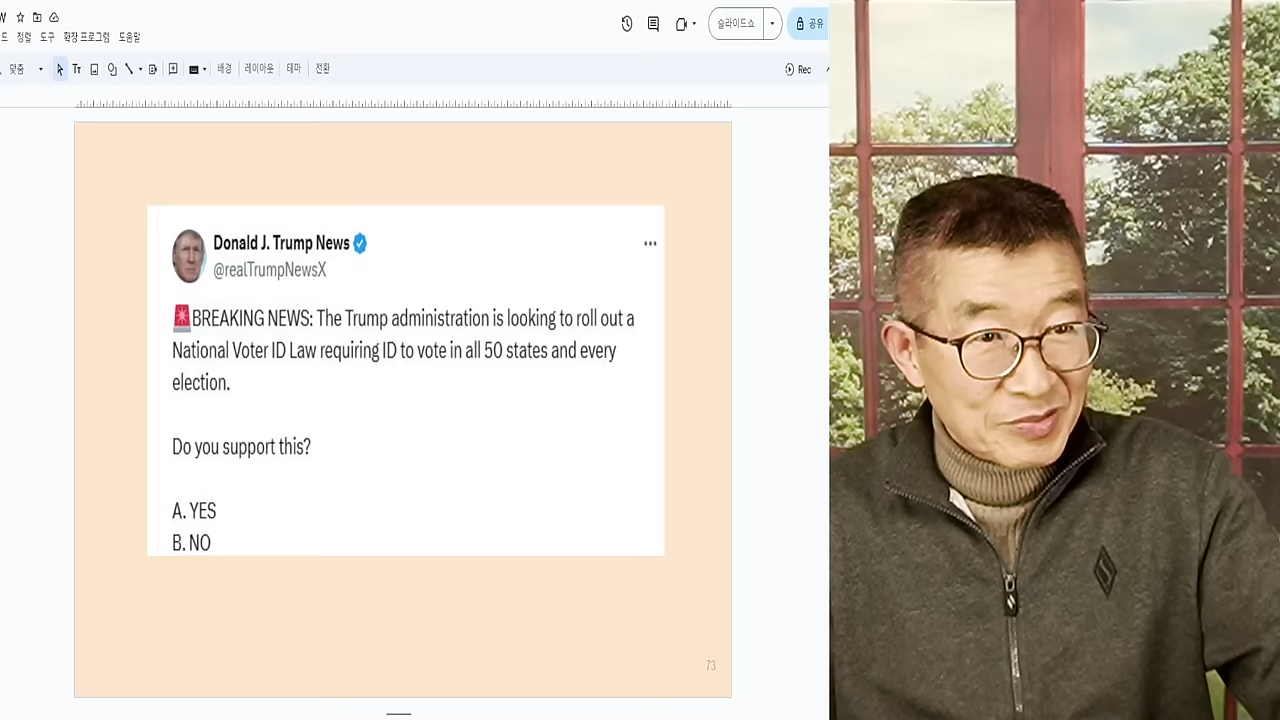 정렬 도구 확장 프로그램 도움말
슬라이드쇼
공유
맞춤
배경 레이아웃 테마 전환
Rec
Donald J. Trump News
@realTrumpNewsX
BREAKING NEWS: The Trump administration is looking to roll out a
National Voter ID Law requiring ID to vote in all 50 states and every
election.
Do you support this?
A. YES
B. NO
73